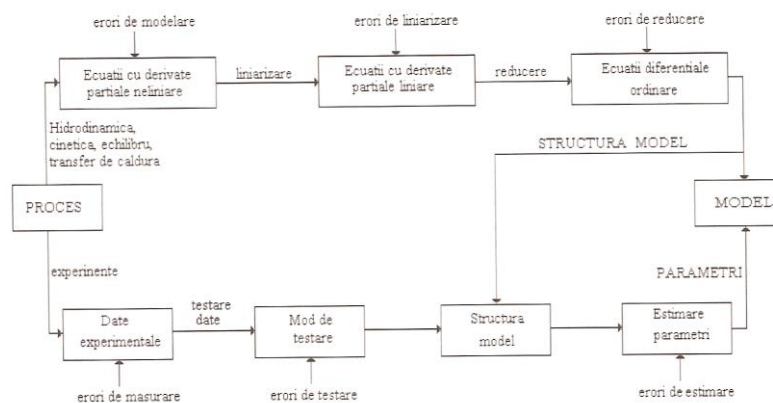 erori de modelare
erori de liniarizare
erori de reducere
Ecuatii cu derivate
partiale neliniare
liniarizare
Ecuatii cu derivate
partiale liniare
reducere
Ecuatii diferentiale
ordinare
Hidrodinamica,
cinetica, echilibru,
transfer de caldura
STRUCTURA MODEL
PROCES
MODEL
experimente
PARAMETRI
Date
experimentale
testare
date
Mod de
testare
Structura
model
Estimare
parametri
erori de masurare
erori de testare
erori de estimare